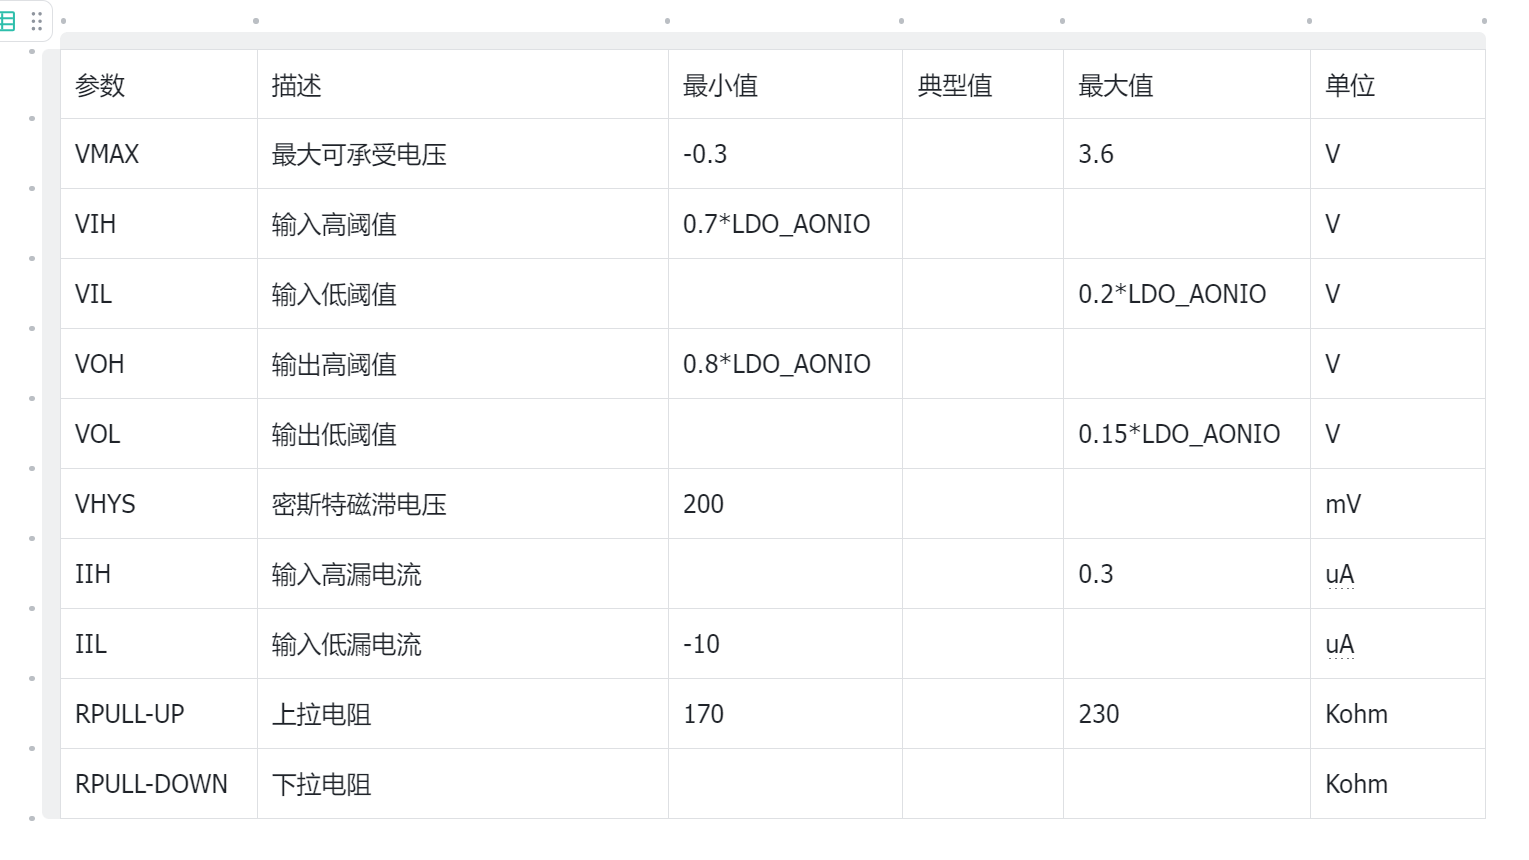 参数 描述 最小值 典型值 最大值 单位
VMAX 最大可承受电压 -0.3 3.6 V
VIH 输入高阈值 0.7*LDO_AONIO V
VIL 输入低阈值 0.2*LDO_AONIO V
VOH 输出高阈值 0.8*LDO_AONIO V
VOL 输出低阈值 0.15*LDO_AONIO V
VHYS 密斯特磁滞电压 200 mV
IIH 输入高漏电流 0.3 uA
IIL 输入低漏电流 -10 uA
RPULL-UP 上拉电阻 170 230 Kohm
RPULL-DOWN 下拉电阻 Kohm